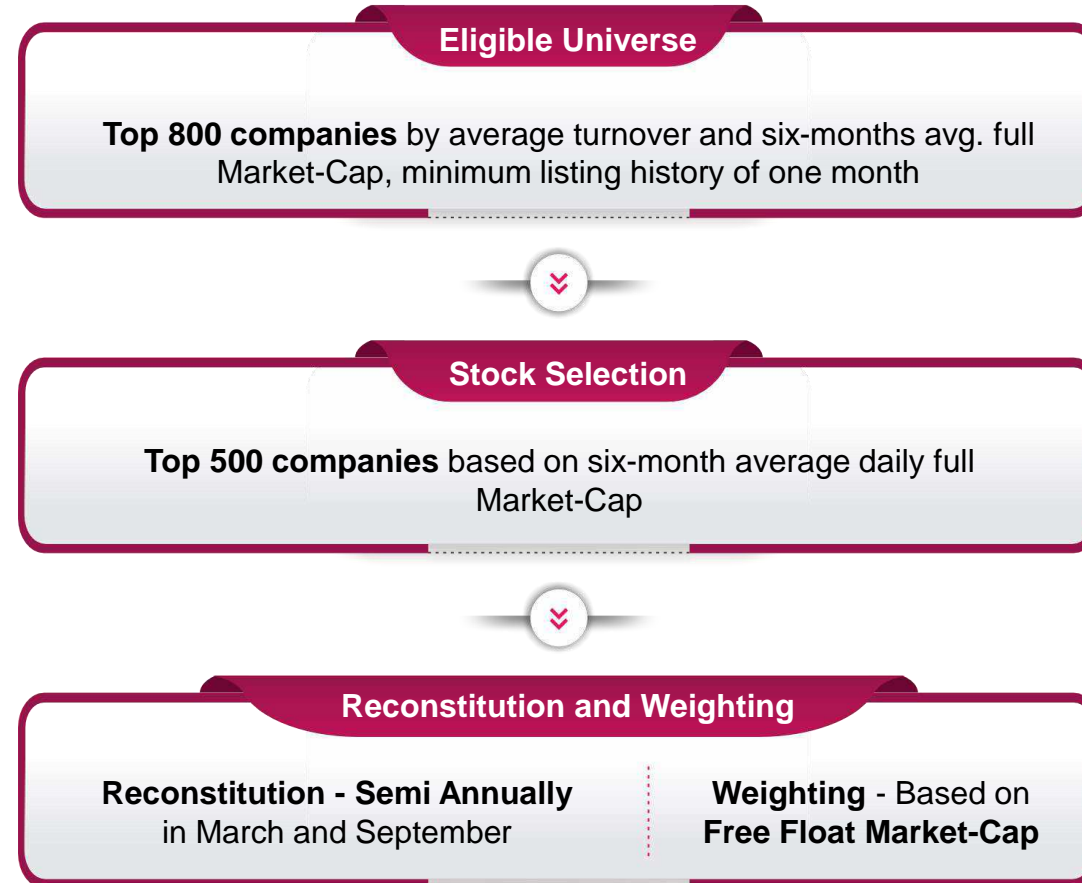 Eligible Universe
Top 800 companies by average turnover and six-months avg. full
Market-Cap, minimum listing history of one month
Stock Selection
Top 500 companies based on six-month average daily full
Market-Cap
Reconstitution and Weighting
Reconstitution - Semi Annually
in March and September
Weighting - Based on
Free Float Market-Cap